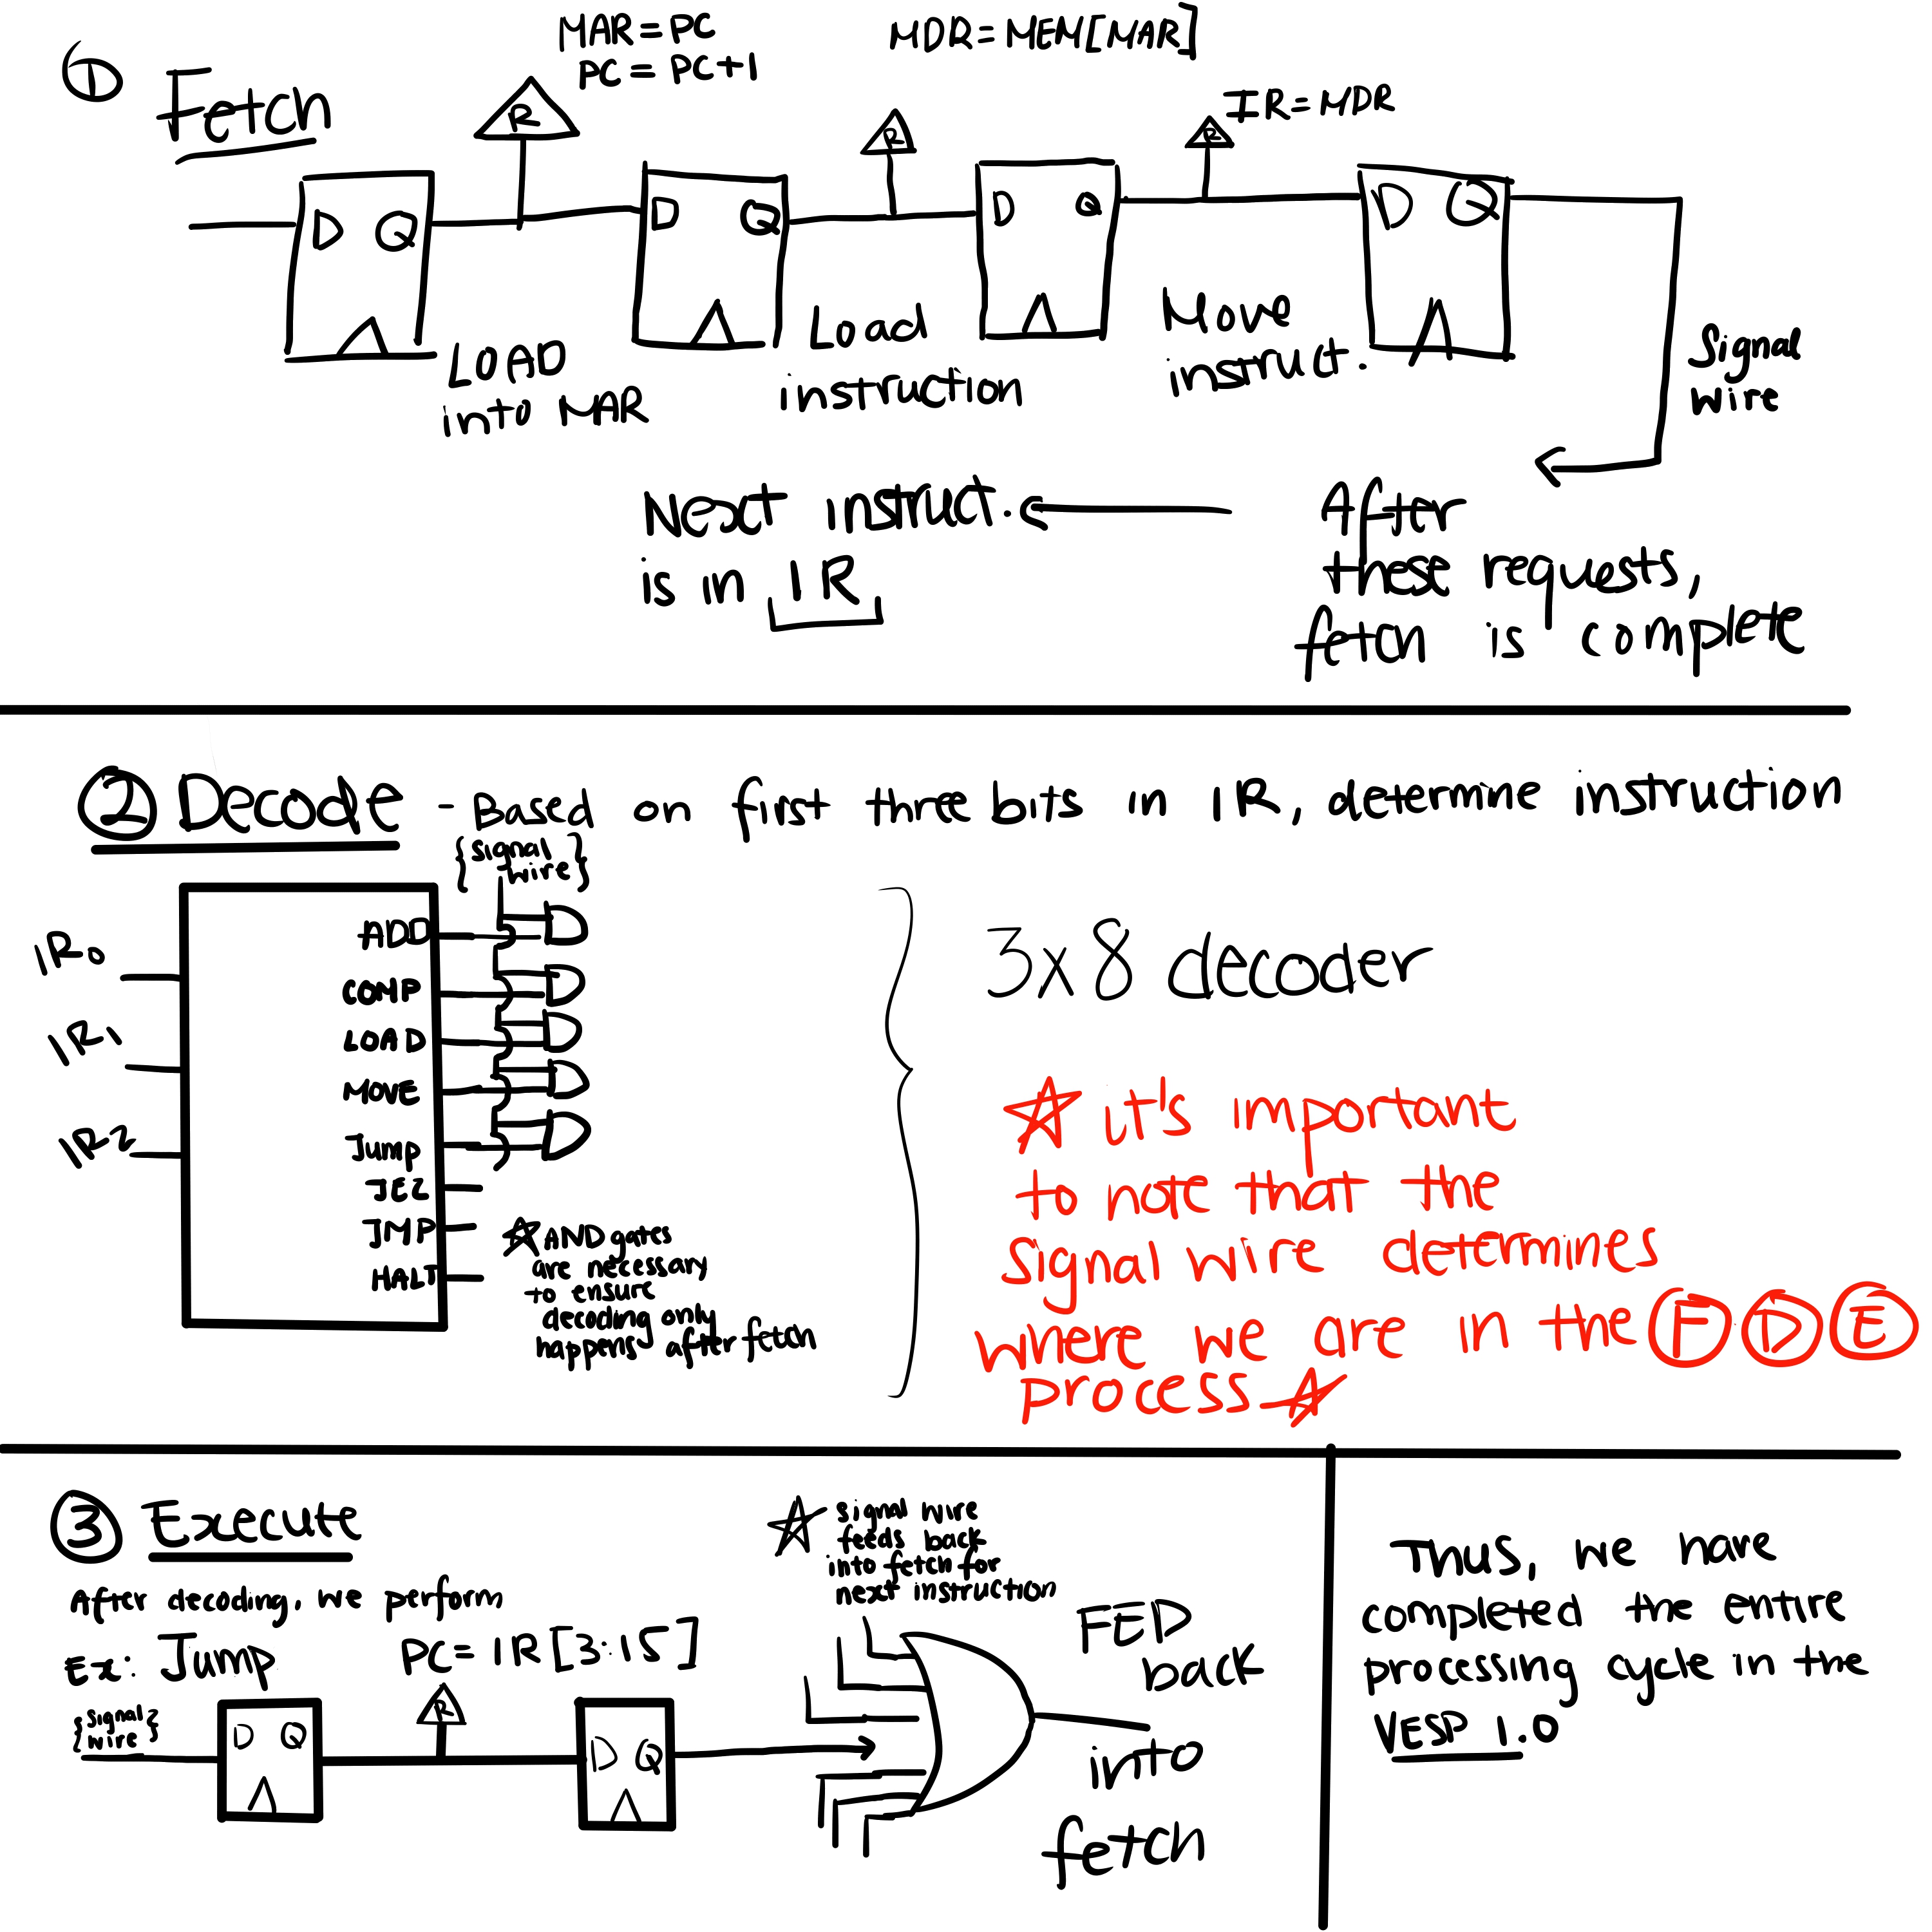 ① Fetch
MAR=PC
PC=PC+1
MDR=MEM[MAR]
IR=MDR
R
R
R
D Q
D Q
D Q
D Q
LOAD
into MAR
Load
instruction
Move
instruct.
Signal
wire
After
these requests,
fetch is complete
Next instruct.
is in IR
② Decode - Based on first three bits in IR, determine instruction
{signal
wire}
IR0
IR1
IR2
ADD
COMP
LOAD
MOVE
Jump
JEZ
JMP
HALT
☆ AND gates
are necessary
to ensure
decoding only
happens after fetch
3x8 decoder
☆ it's important
to note that the
signal wire determines
where we are in the F D E
process ☆
③ Execute
After decoding, we perform
Ex: Jump PC=IR[3:15]
{signal
wire}
R
D Q
D Q
☆ signal wire
feeds back
into fetch for
next instruction
FED
back
into
fetch
Thus, we have
completed the entire
processing cycle in the
VESP 1.0